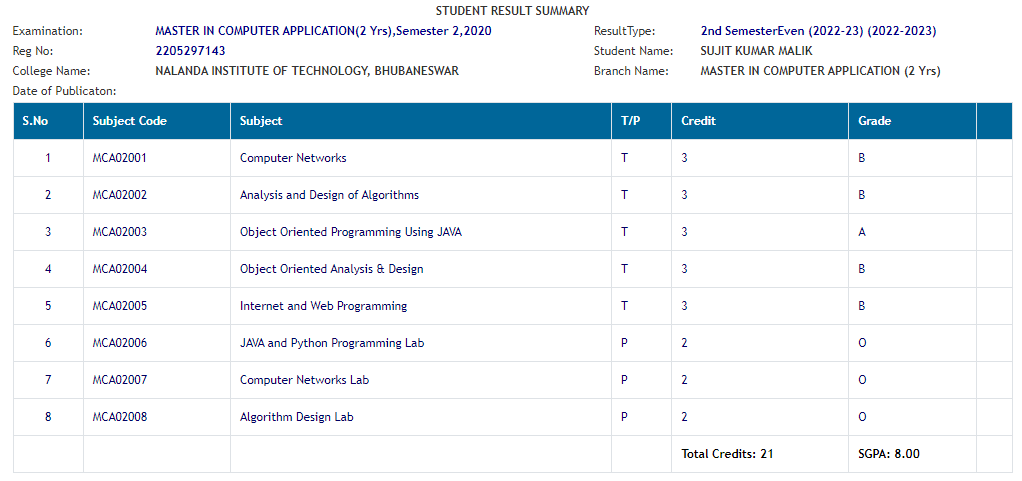 STUDENT RESULT SUMMARY
Examination: MASTER IN COMPUTER APPLICATION(2 Yrs),Semester 2,2020 ResultType: 2nd SemesterEven (2022-23) (2022-2023)
Reg No: 2205297143 Student Name: SUJIT KUMAR MALIK
College Name: NALANDA INSTITUTE OF TECHNOLOGY, BHUBANESWAR Branch Name: MASTER IN COMPUTER APPLICATION (2 Yrs)
Date of Publicaton:
S.No Subject Code Subject T/P Credit Grade
1 MCA02001 Computer Networks T 3 B
2 MCA02002 Analysis and Design of Algorithms T 3 B
3 MCA02003 Object Oriented Programming Using JAVA T 3 A
4 MCA02004 Object Oriented Analysis & Design T 3 B
5 MCA02005 Internet and Web Programming T 3 B
6 MCA02006 JAVA and Python Programming Lab P 2 O
7 MCA02007 Computer Networks Lab P 2 O
8 MCA02008 Algorithm Design Lab P 2 O
Total Credits: 21 SGPA: 8.00